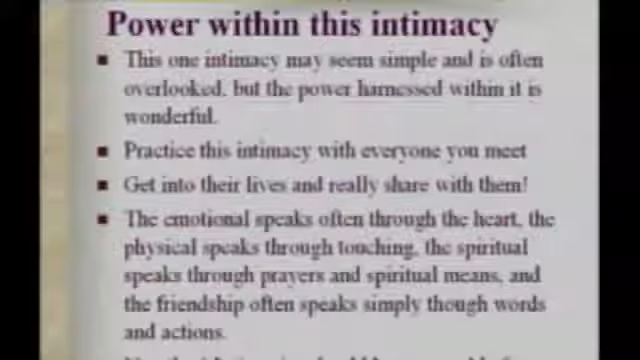 Power within this intimacy
This one intimacy may seem simple and is often
overlooked, but the power harnessed within it is
wonderful.
Practice this intimacy with everyone you meet
Get into their lives and really share with them!
The emotional speaks often through the heart, the
physical speaks through touching, the spiritual
speaks through prayers and spiritual means, and
the friendship often speaks simply though words
and actions.